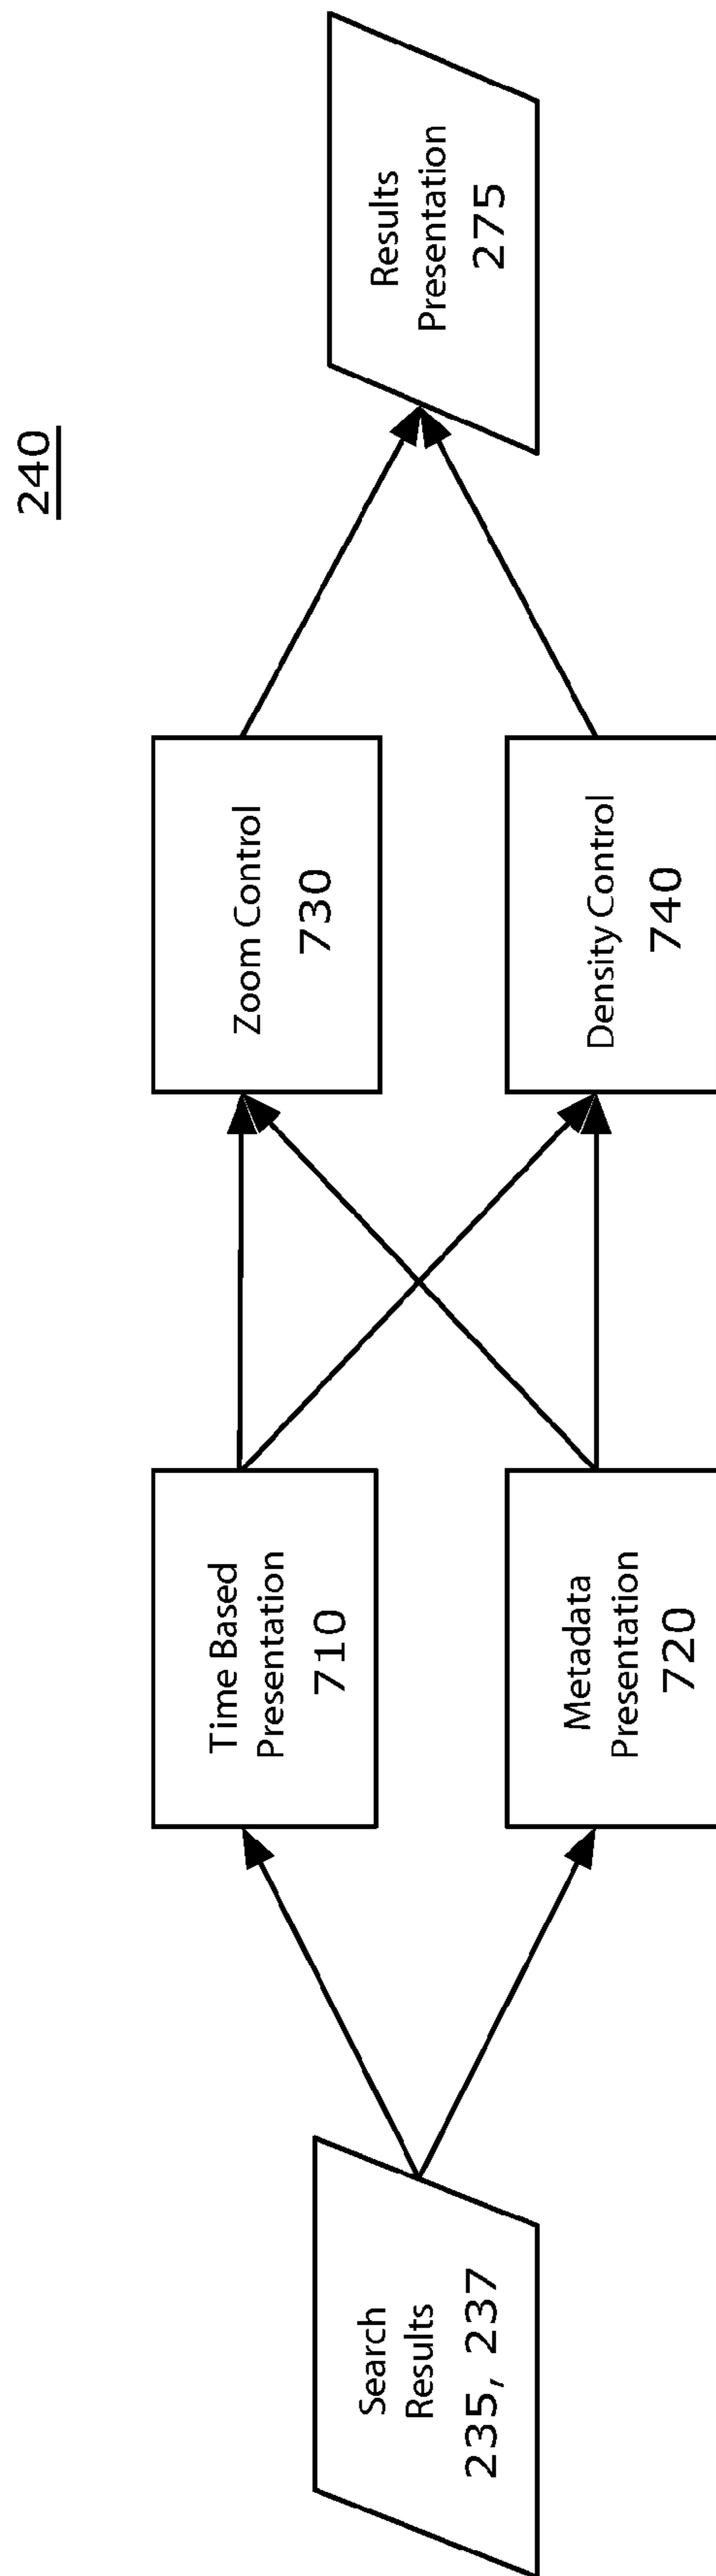 240
Search
Results
235, 237
Time Based
Presentation
710
Metadata
Presentation
720
Zoom Control
730
Density Control
740
Results
Presentation
275